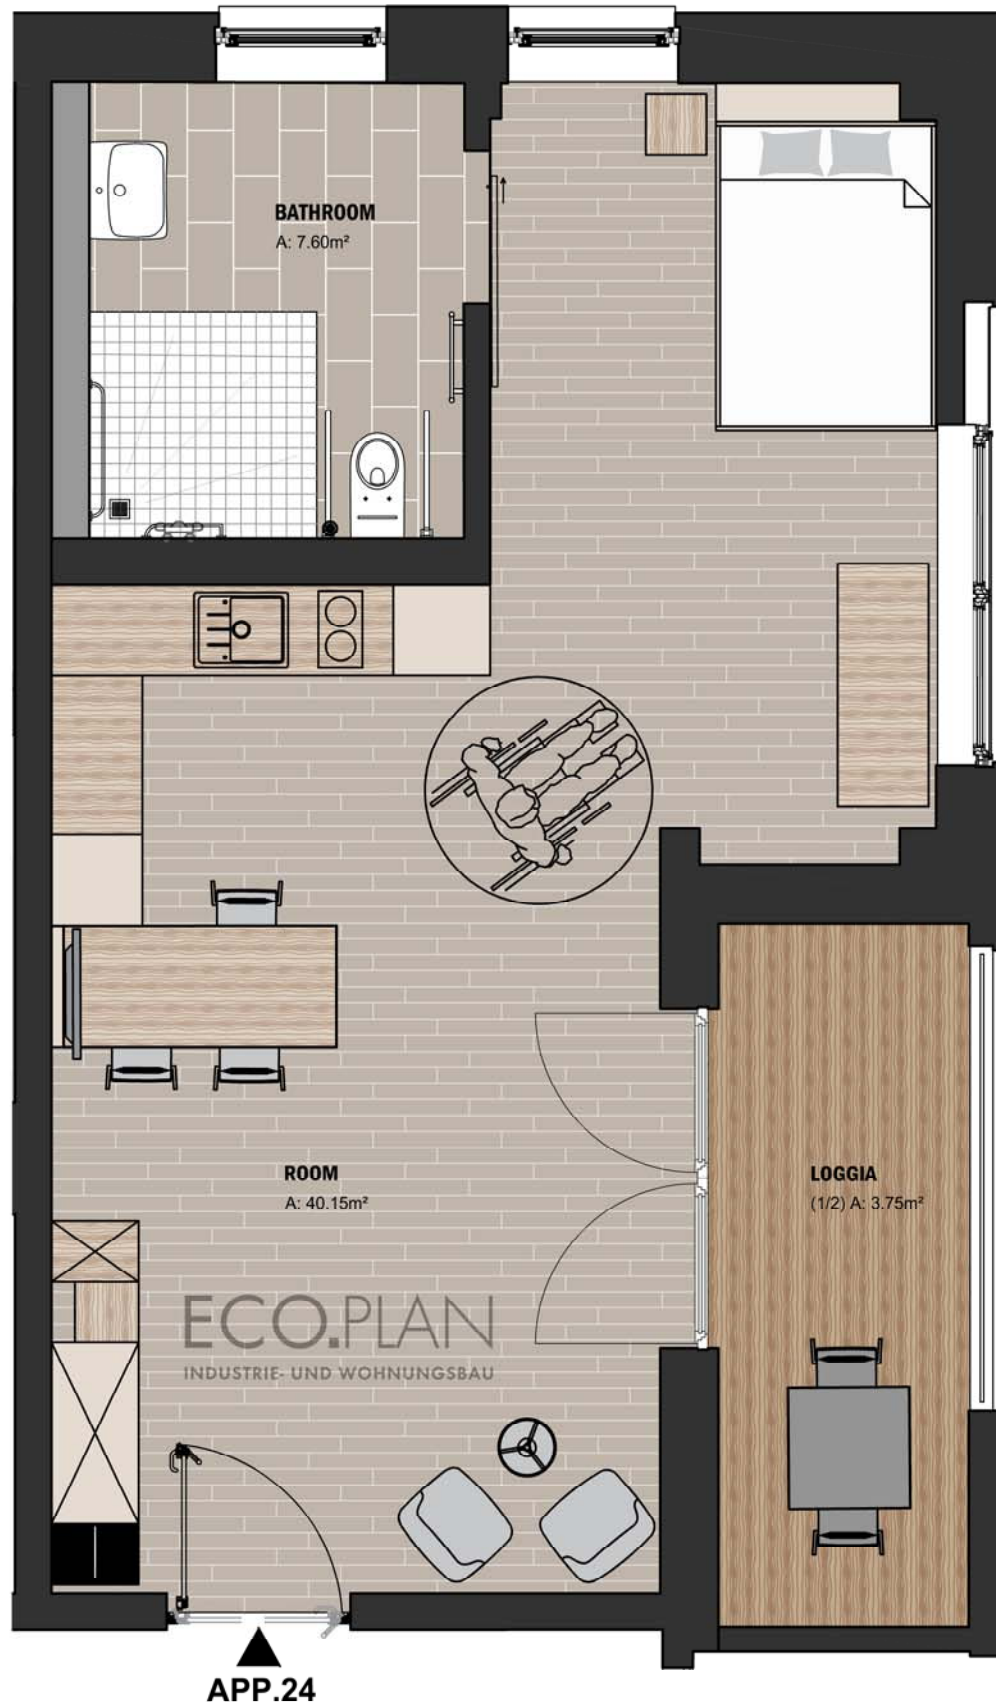 BATHROOM
A: 7.60m²
ROOM
A: 40.15m²
LOGGIA
(1/2) A: 3.75m²
ECO.PLAN
INDUSTRIE- UND WOHNUNGSBAU
APP.24